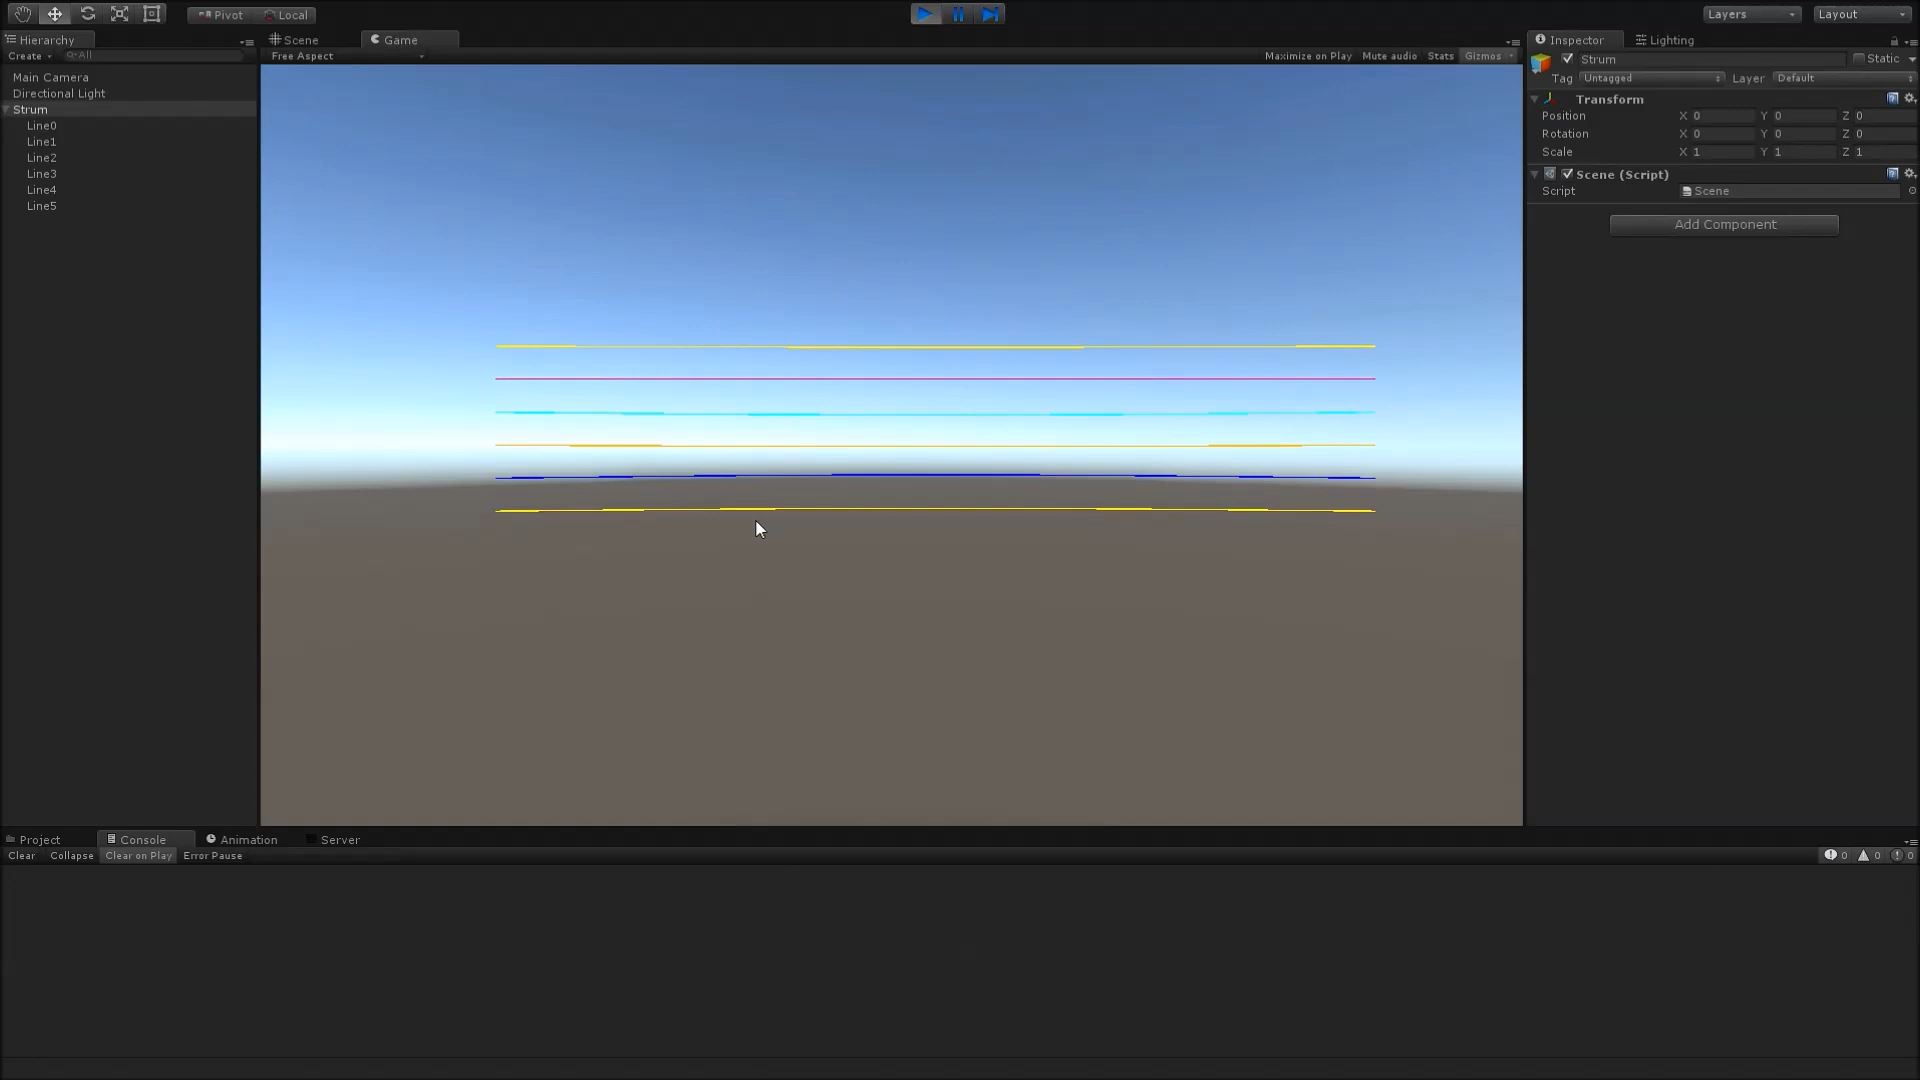 Pivot Local Layers Layout
Hierarchy Scene Game Inspector Lighting
Create All Free Aspect Maximize on Play Mute audio Stats Gizmos Strum Static
Main Camera
Directional Light
Strum
Line0
Line1
Line2
Line3
Line4
Line5
Tag Untagged Layer Default
Transform
Position X 0 Y 0 Z 0
Rotation X 0 Y 0 Z 0
Scale X 1 Y 1 Z 1
Scene (Script)
Script Scene
Add Component
Project Console Animation Server
Clear Collapse Clear on Play Error Pause 0 0 0